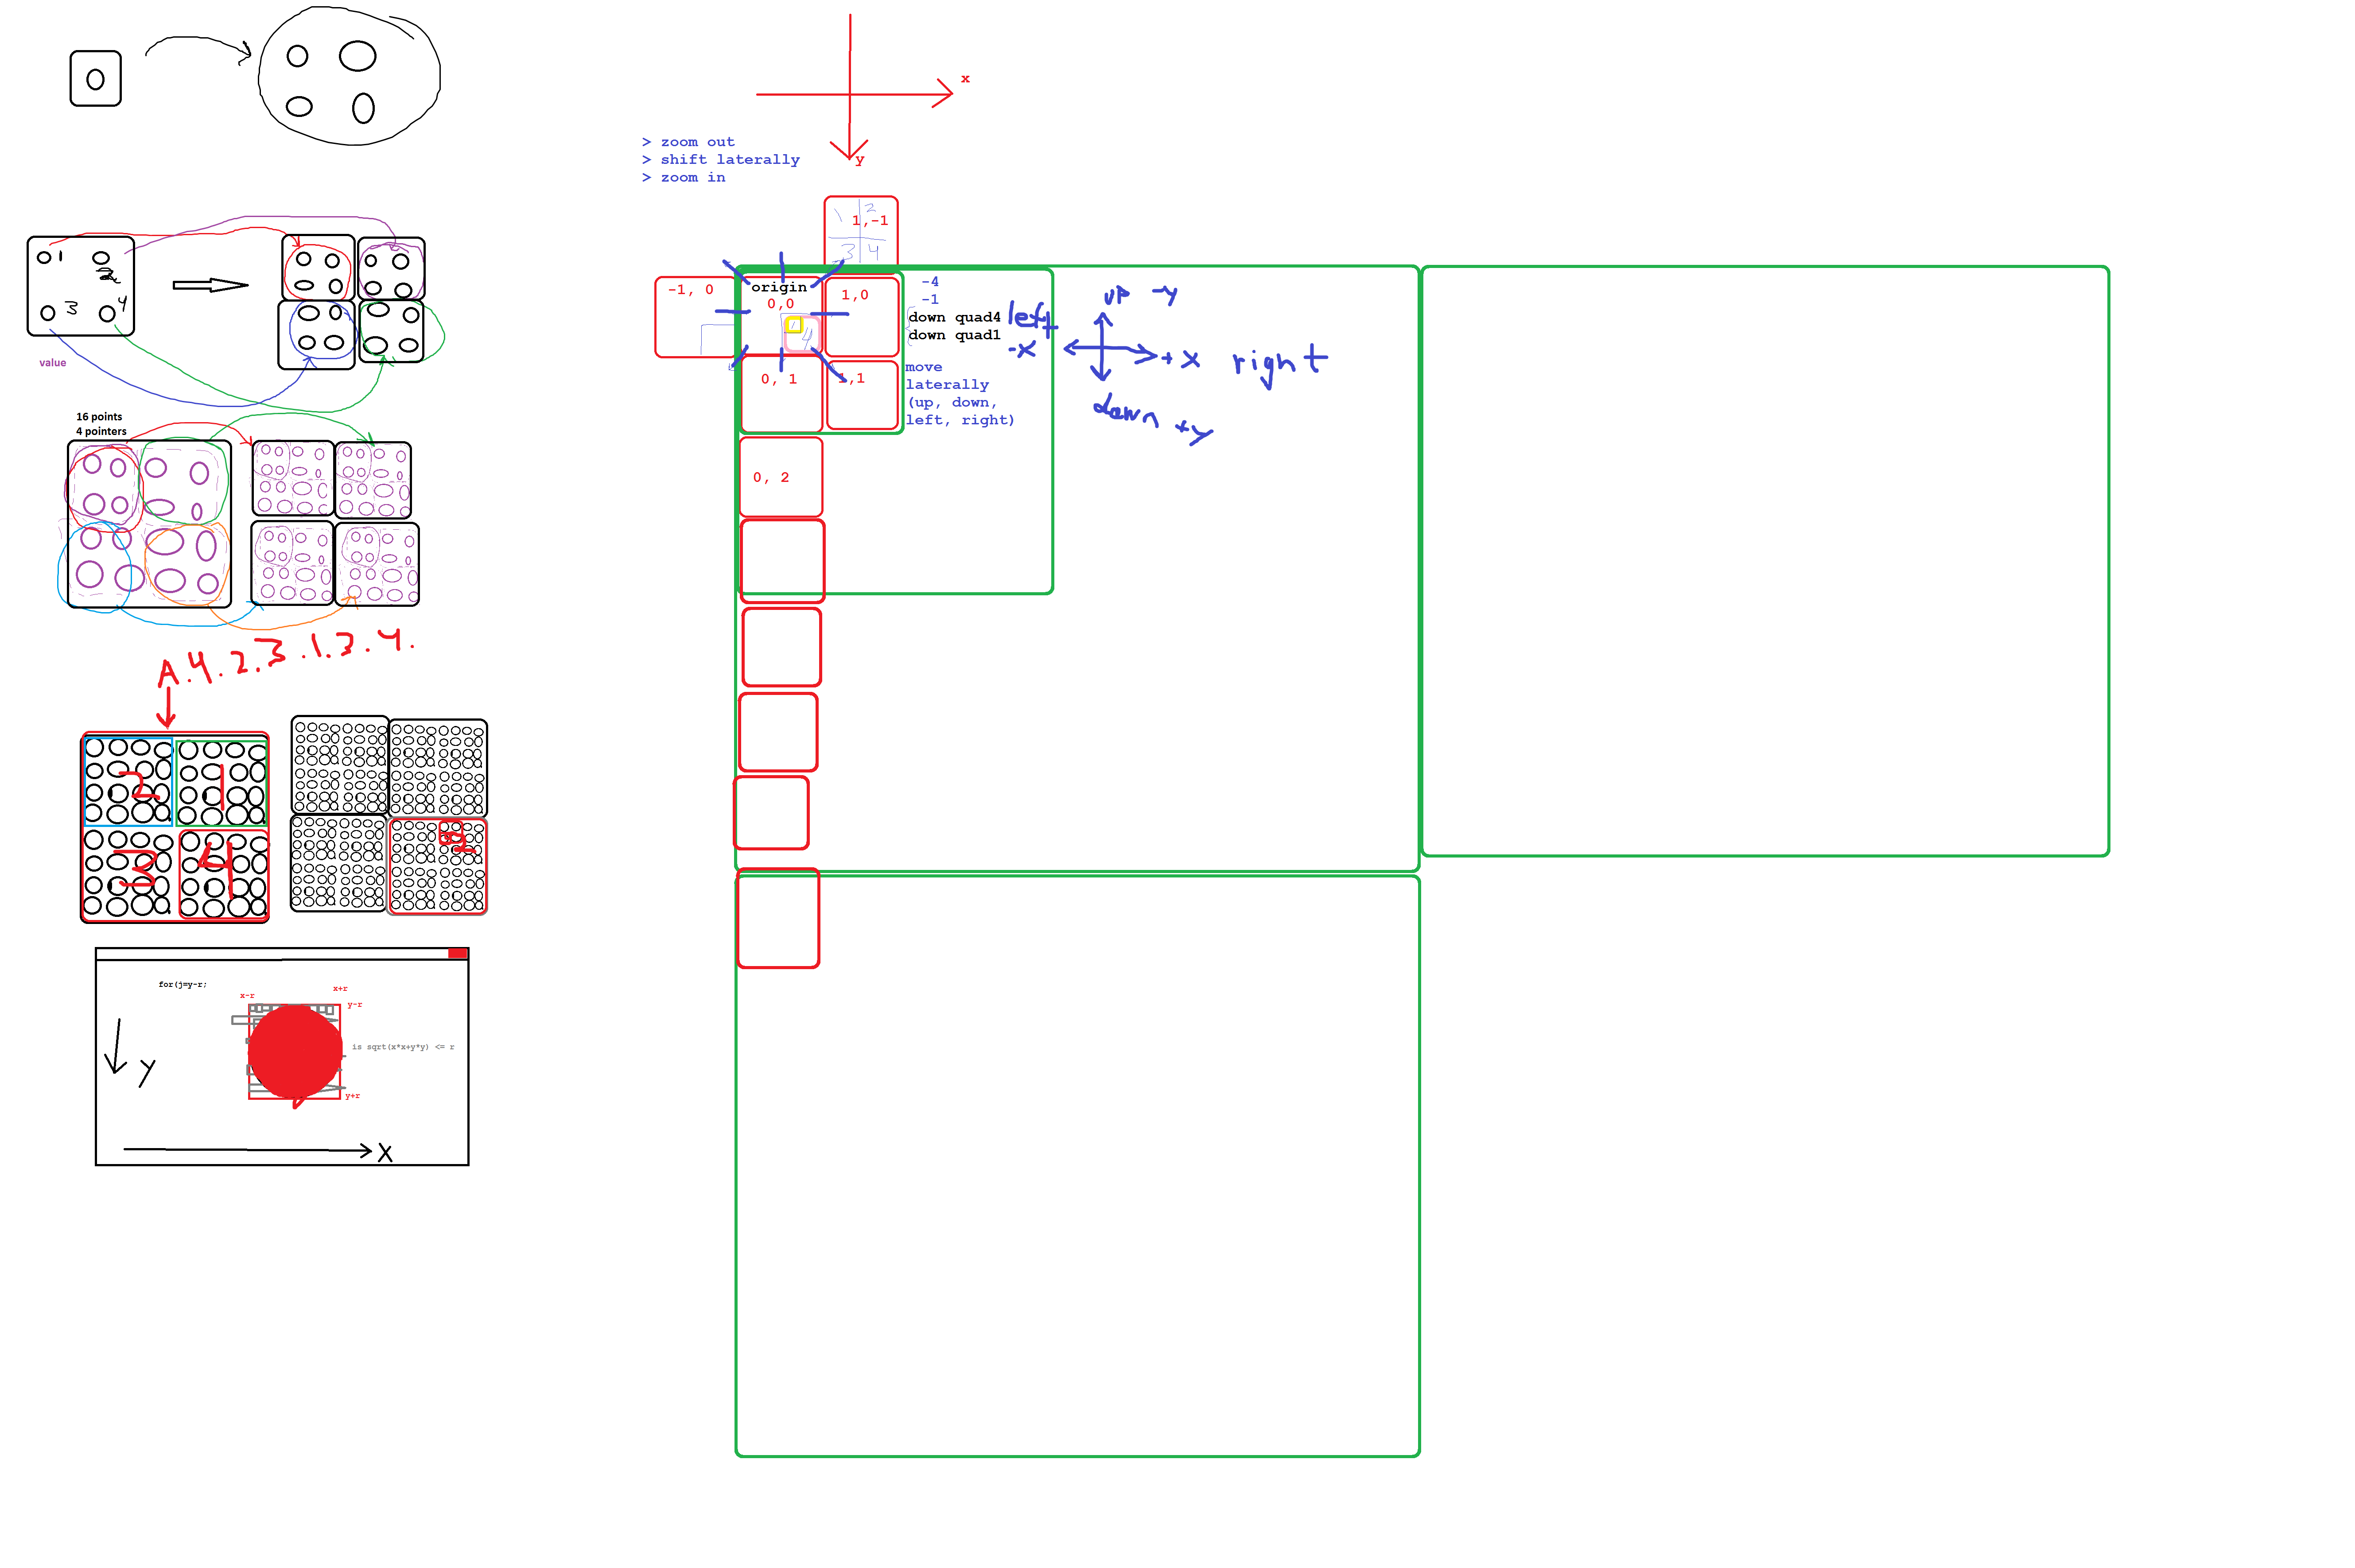 x
> zoom out
> shift laterally
> zoom in
y
1 2
1,-1
3 4
1
2
3
4
value
-1, 0
origin
0,0
1,0
-4
-1
down quad4
down quad1
1
4
left
-x
up -y
+x right
down +y
0, 1
1,1
move
laterally
(up, down,
left, right)
16 points
4 pointers
0, 2
A.4.2.3.1.3.4.
2 1
3 4
for(j=y-r;
x-r
x+r
y-r
is sqrt(x*x+y*y) <= r
y+r
y
x